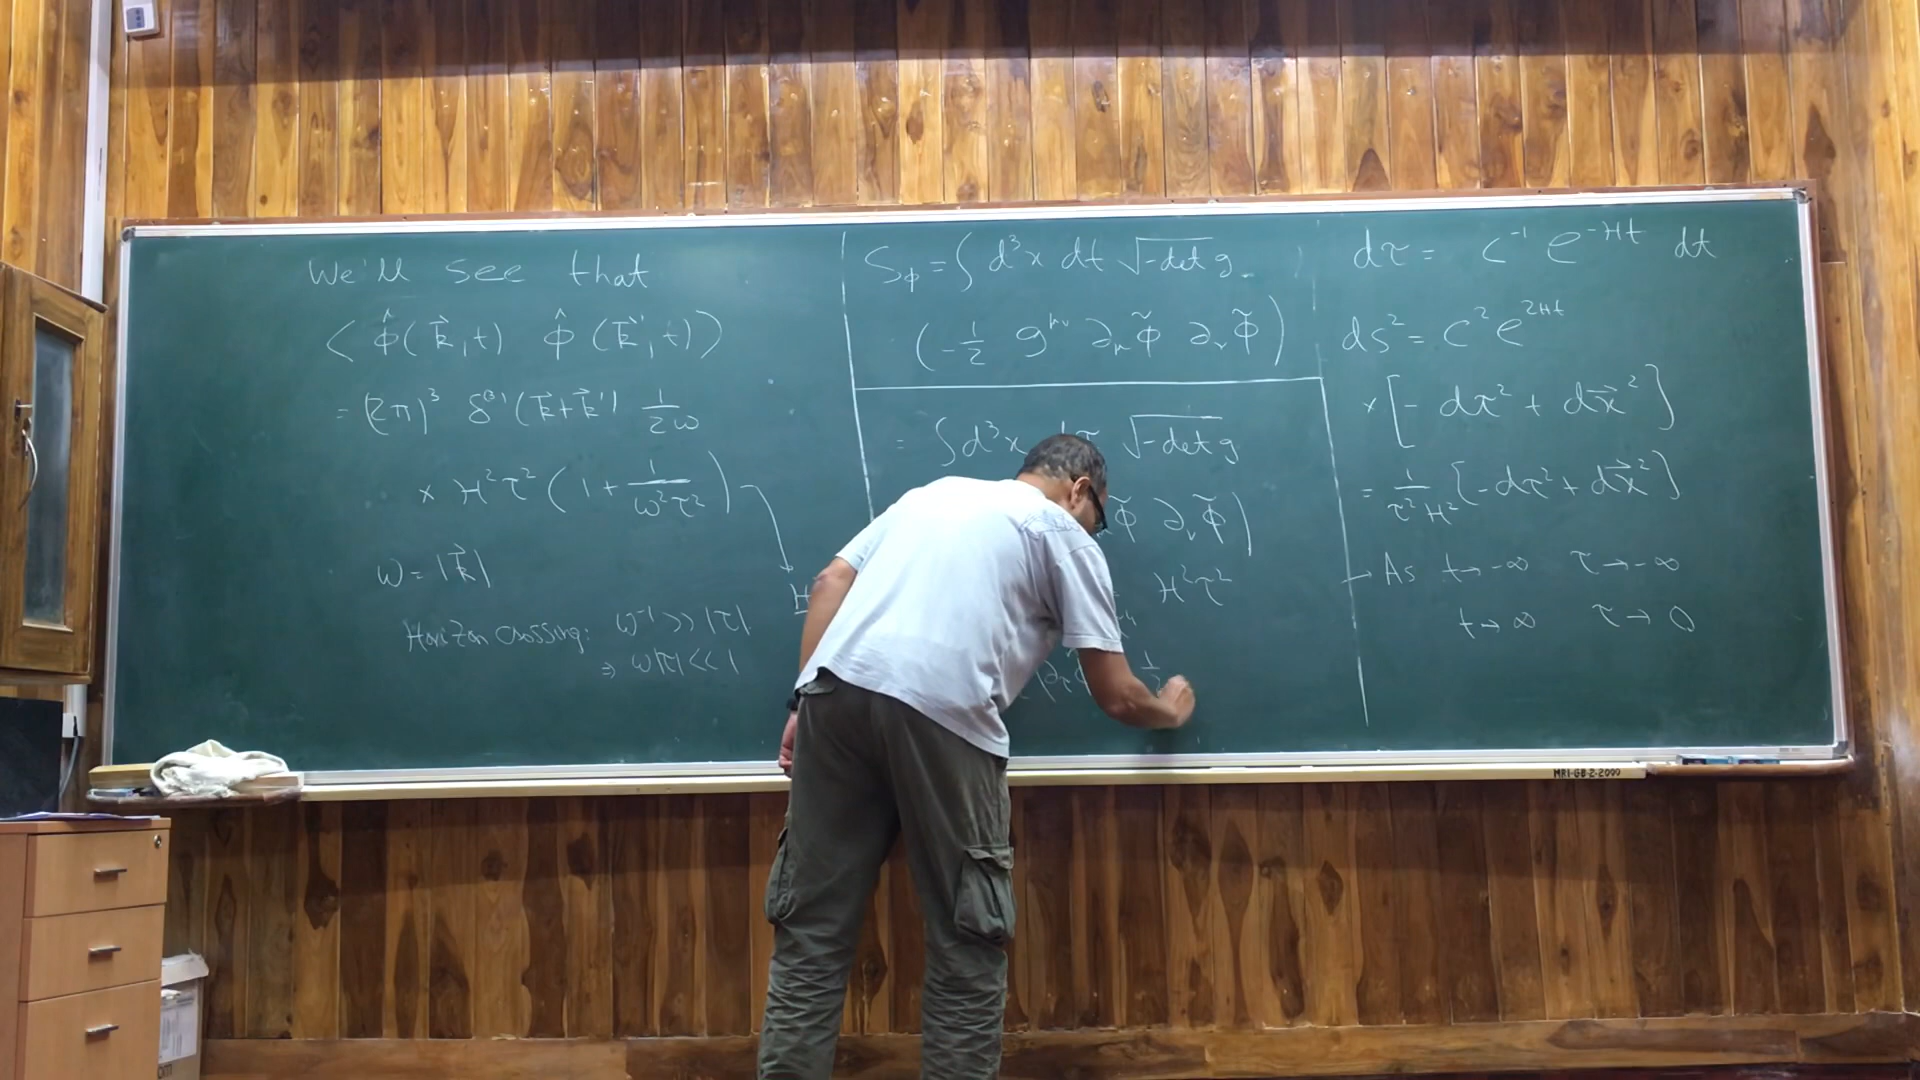 We'll see that
⟨ φ̂(k⃗, t) φ̂(k⃗', t) ⟩
= (2π)³ δ⁽³⁾(k⃗+k⃗') 1/2ω
× H²τ² (1 + 1/ω²τ²)
ω = |k⃗|
Horizon crossing: ω⁻¹ >> |τ|
⇒ ω|τ| << 1
S_φ = ∫ d³x dt √-det g
(-1/2 g^μν ∂_μ φ̃ ∂_ν φ̃)
= ∫ d³x dτ √-det g
φ̃ ∂_ν φ̃)
H²τ²
dτ = c⁻¹ e^-Ht dt
ds² = c² e^2Ht
× [- dτ² + dx⃗²]
= 1/τ²H² [-dτ² + dx⃗²]
→ As t → -∞ τ → -∞
t → ∞ τ → 0
MRI-GB-2-2000